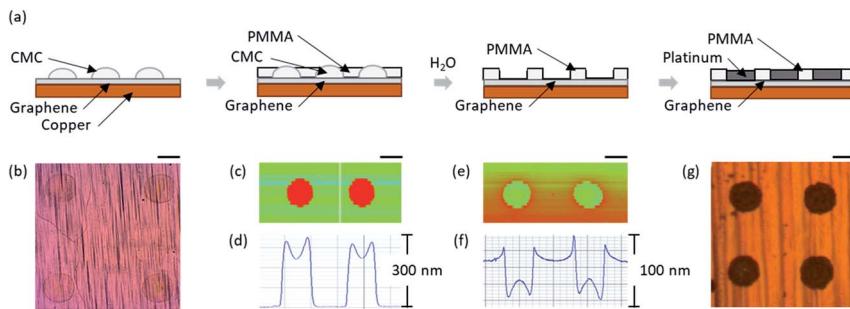 (a)
PMMA
PMMA
CMC
CMC
PMMA
H₂O
Platinum
Graphene
Copper
Graphene
Graphene
Graphene
(b)
(c)
(e)
(g)
(d)
300 nm
(f)
100 nm